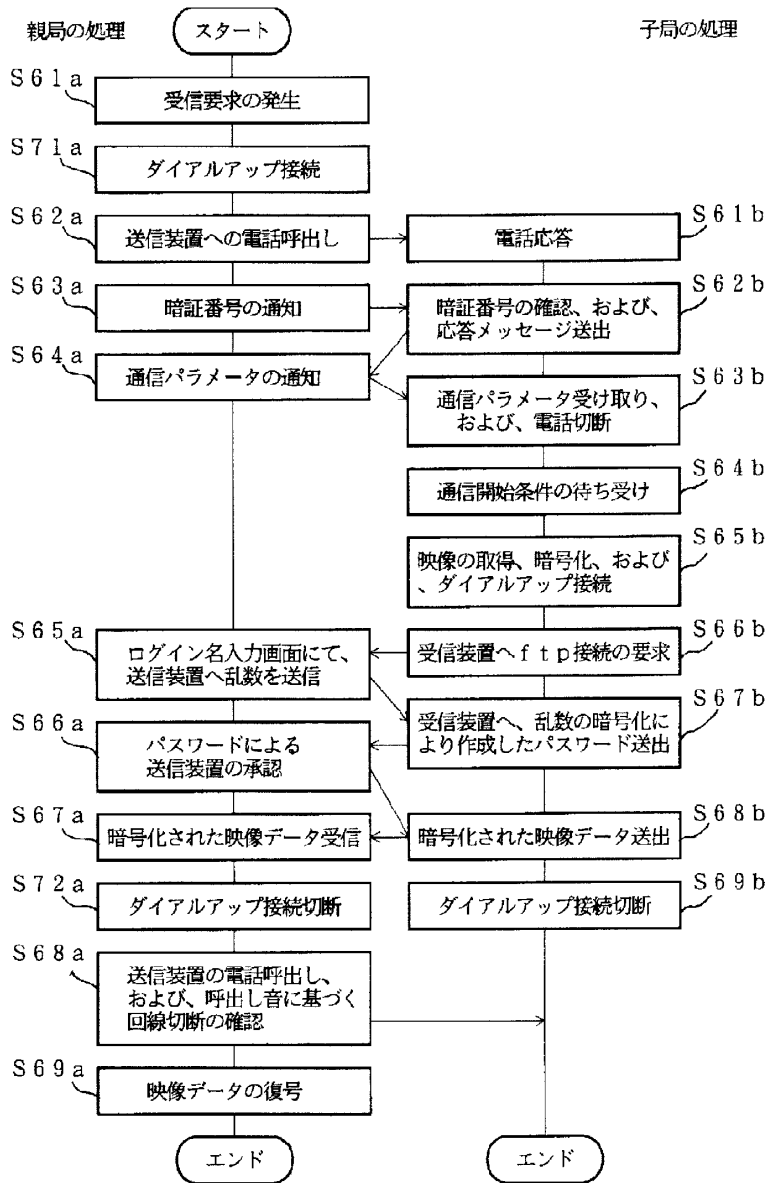 親局の処理
スタート
子局の処理
S61a
受信要求の発生
S71a
ダイアルアップ接続
S62a
送信装置への電話呼出し
電話応答
S61b
S63a
暗証番号の通知
暗証番号の確認、および、
応答メッセージ送出
S62b
S64a
通信パラメータの通知
通信パラメータ受け取り、
および、電話切断
S63b
通信開始条件の待ち受け
S64b
映像の取得、暗号化、および
、ダイアルアップ接続
S65b
S65a
ログイン名入力画面にて、
送信装置へ乱数を送信
受信装置へftp接続の要求
S66b
S66a
パスワードによる
送信装置の承認
受信装置へ、乱数の暗号化に
より作成したパスワード送出
S67b
S67a
暗号化された映像データ受信
暗号化された映像データ送出
S68b
S72a
ダイアルアップ接続切断
ダイアルアップ接続切断
S69b
S68a
送信装置の電話呼出し、
および、呼出し音に基づく
回線切断の確認
S69a
映像データの復号
エンド
エンド